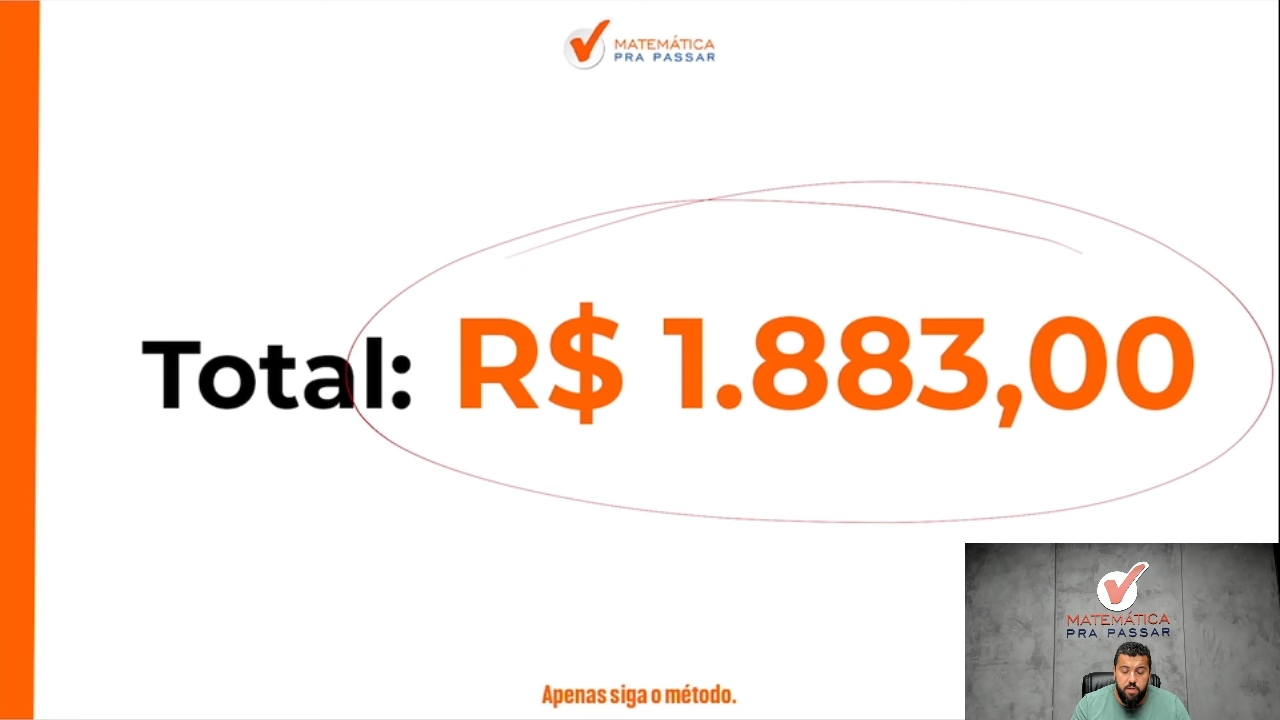 MATEMÁTICA
PRA PASSAR
Total: R$ 1.883,00
MATEMÁTICA
PRA PASSAR
Apenas siga o método.